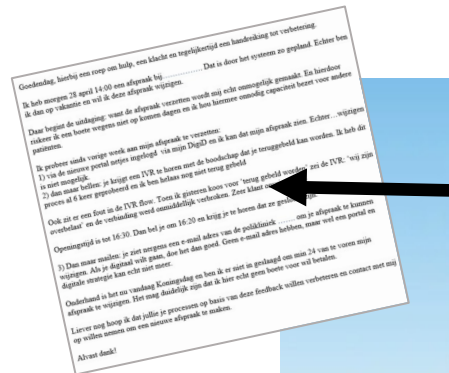 Goedendag, hierbij een roep om hulp, een klacht en tegelijkertijd een handreiking tot verbetering.
Ik heb morgen 28 april 14:00 een afspraak bij…………… Dat is door het systeem zo gepland. Echter ben
ik dan op vakantie en wil ik deze afspraak wijzigen.
Daar begint de uitdaging: want de afspraak verzetten wordt mij echt onmogelijk gemaakt. En hierdoor
riskeer ik een boete wegens niet op komen dagen en ik hou hiermee onnodig capaciteit bezet voor andere
patiënten.
Ik probeer sinds vorige week aan mijn afspraak te verzetten:
1) via de nieuwe portal netjes ingelogd via mijn DigiD en ik kan dat mijn afspraak zien. Echter…wijzigen
is niet mogelijk.
2) dan maar bellen: je krijgt een IVR te horen met de boodschap dat je teruggebeld kan worden. Ik heb dit
proces al 6 keer geprobeerd en ik ben helaas nog niet terug gebeld
Ook zit er een fout in de IVR flow. Toen ik gisteren koos voor 'terug gebeld worden' zei de IVR: 'wij zijn
overbelast' en de verbinding werd onmiddellijk verbroken. Zeer klant
Openingstijd is tot 16:30. Dan bel je om 16:20 en krijg je te horen dat ze
3) Dan maar mailen: je ziet nergens een e-mail adres van de polikliniek ……… om je afspraak te kunnen
wijzigen. Als je digitaal wilt gaan, doe het dan goed. Geen e-mail adres hebben, maar wel een portal en
digitale strategie kan echt niet meer.
Onderhand is het nu vandaag Koningsdag en ben ik er niet in geslaagd om min 24 van te voren mijn
afspraak te wijzigen. Het mag duidelijk zijn dat ik hier echt geen boete voor wil betalen.
Liever nog hoop ik dat jullie je processen op basis van deze feedback willen verbeteren en contact met mij
op willen nemen om een nieuwe afspraak te maken.
Alvast dank!